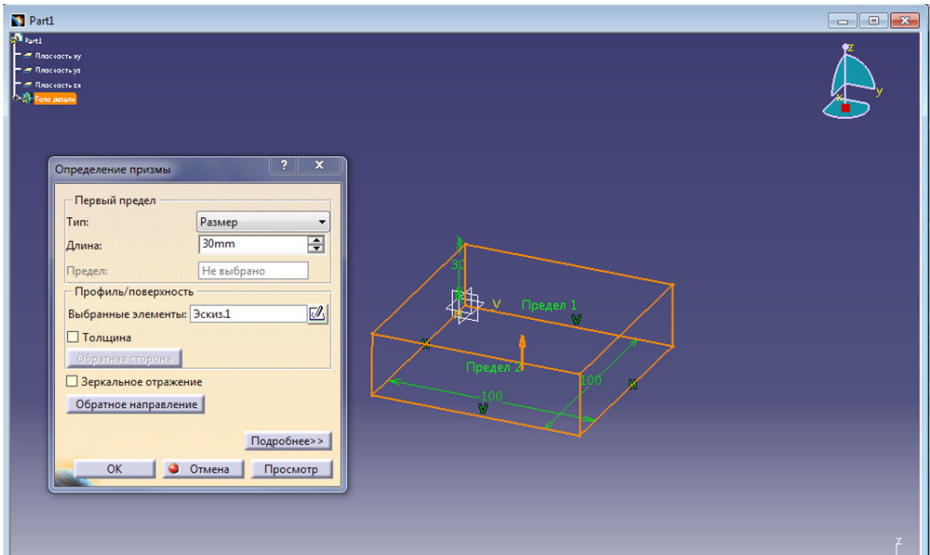 Part1
Part1
Плоскость xy
Плоскость yz
Плоскость zx
Тело детали
z
y
x
Определение призмы
?
x
Первый предел
Тип: Размер
Длина: 30mm
Предел: Не выбрано
Профиль/поверхность
Выбранные элементы: Эскиз.1
Толщина
Обратная сторона
Зеркальное отражение
Обратное направление
Подробнее>>
ОК Отмена Просмотр
30
V
Предел 1
V
H
Предел 2
100
H
100
V
z